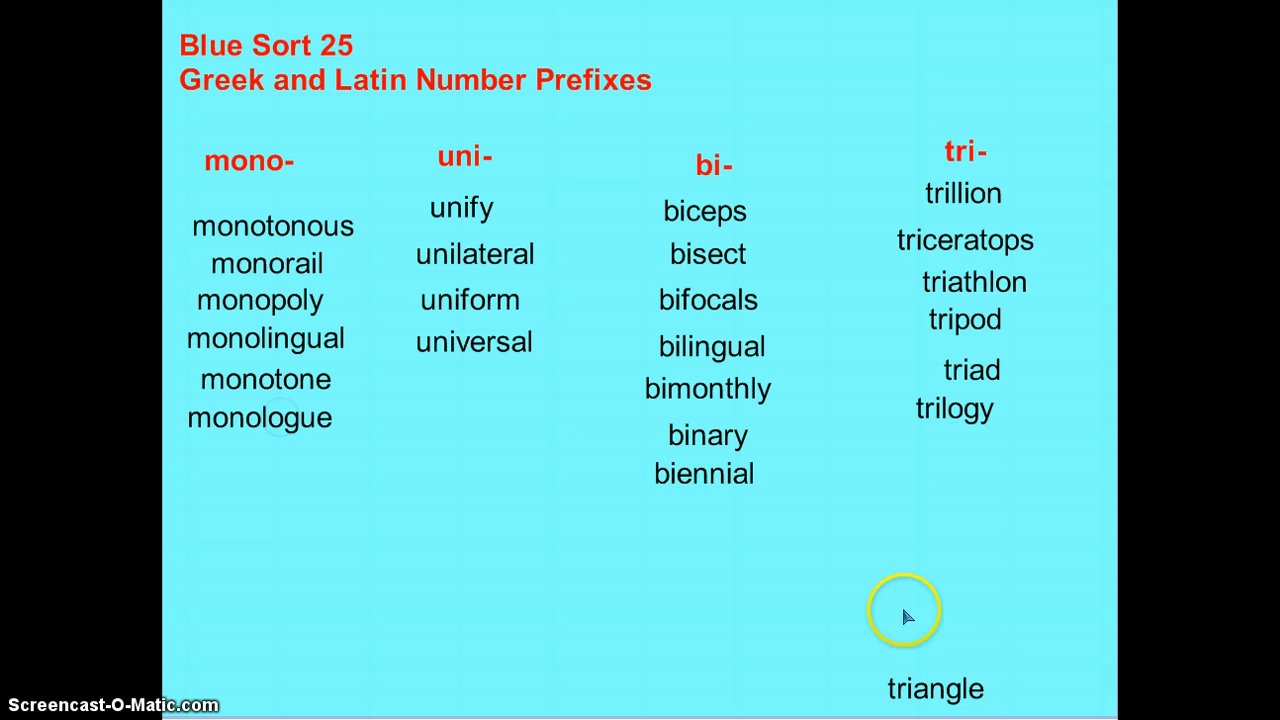 Blue Sort 25
Greek and Latin Number Prefixes
mono-
monotonous
monorail
monopoly
monolingual
monotone
monologue
uni-
unify
unilateral
uniform
universal
bi-
biceps
bisect
bifocals
bilingual
bimonthly
binary
biennial
tri-
trillion
triceratops
triathlon
tripod
triad
trilogy
triangle
Screencast-O-Matic.com